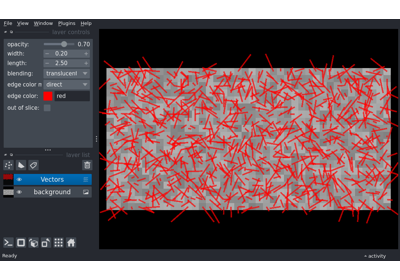 File View Window Plugins Help
layer controls
opacity: 0.70
width: 0.20
length: 2.50
blending: translucent
edge color m direct
edge color: red
out of slice:
layer list
Vectors
background
Ready
activity